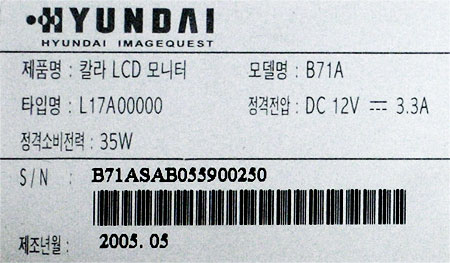 HYUNDAI
HYUNDAI IMAGEQUEST
제품명 : 칼라 LCD 모니터 모델명 : B71A
타입명 : L17A00000 정격전압 : DC 12V ⎓ 3.3A
정격소비전력 : 35W
S/N : B71ASAB055900250
제조년월 : 2005. 05